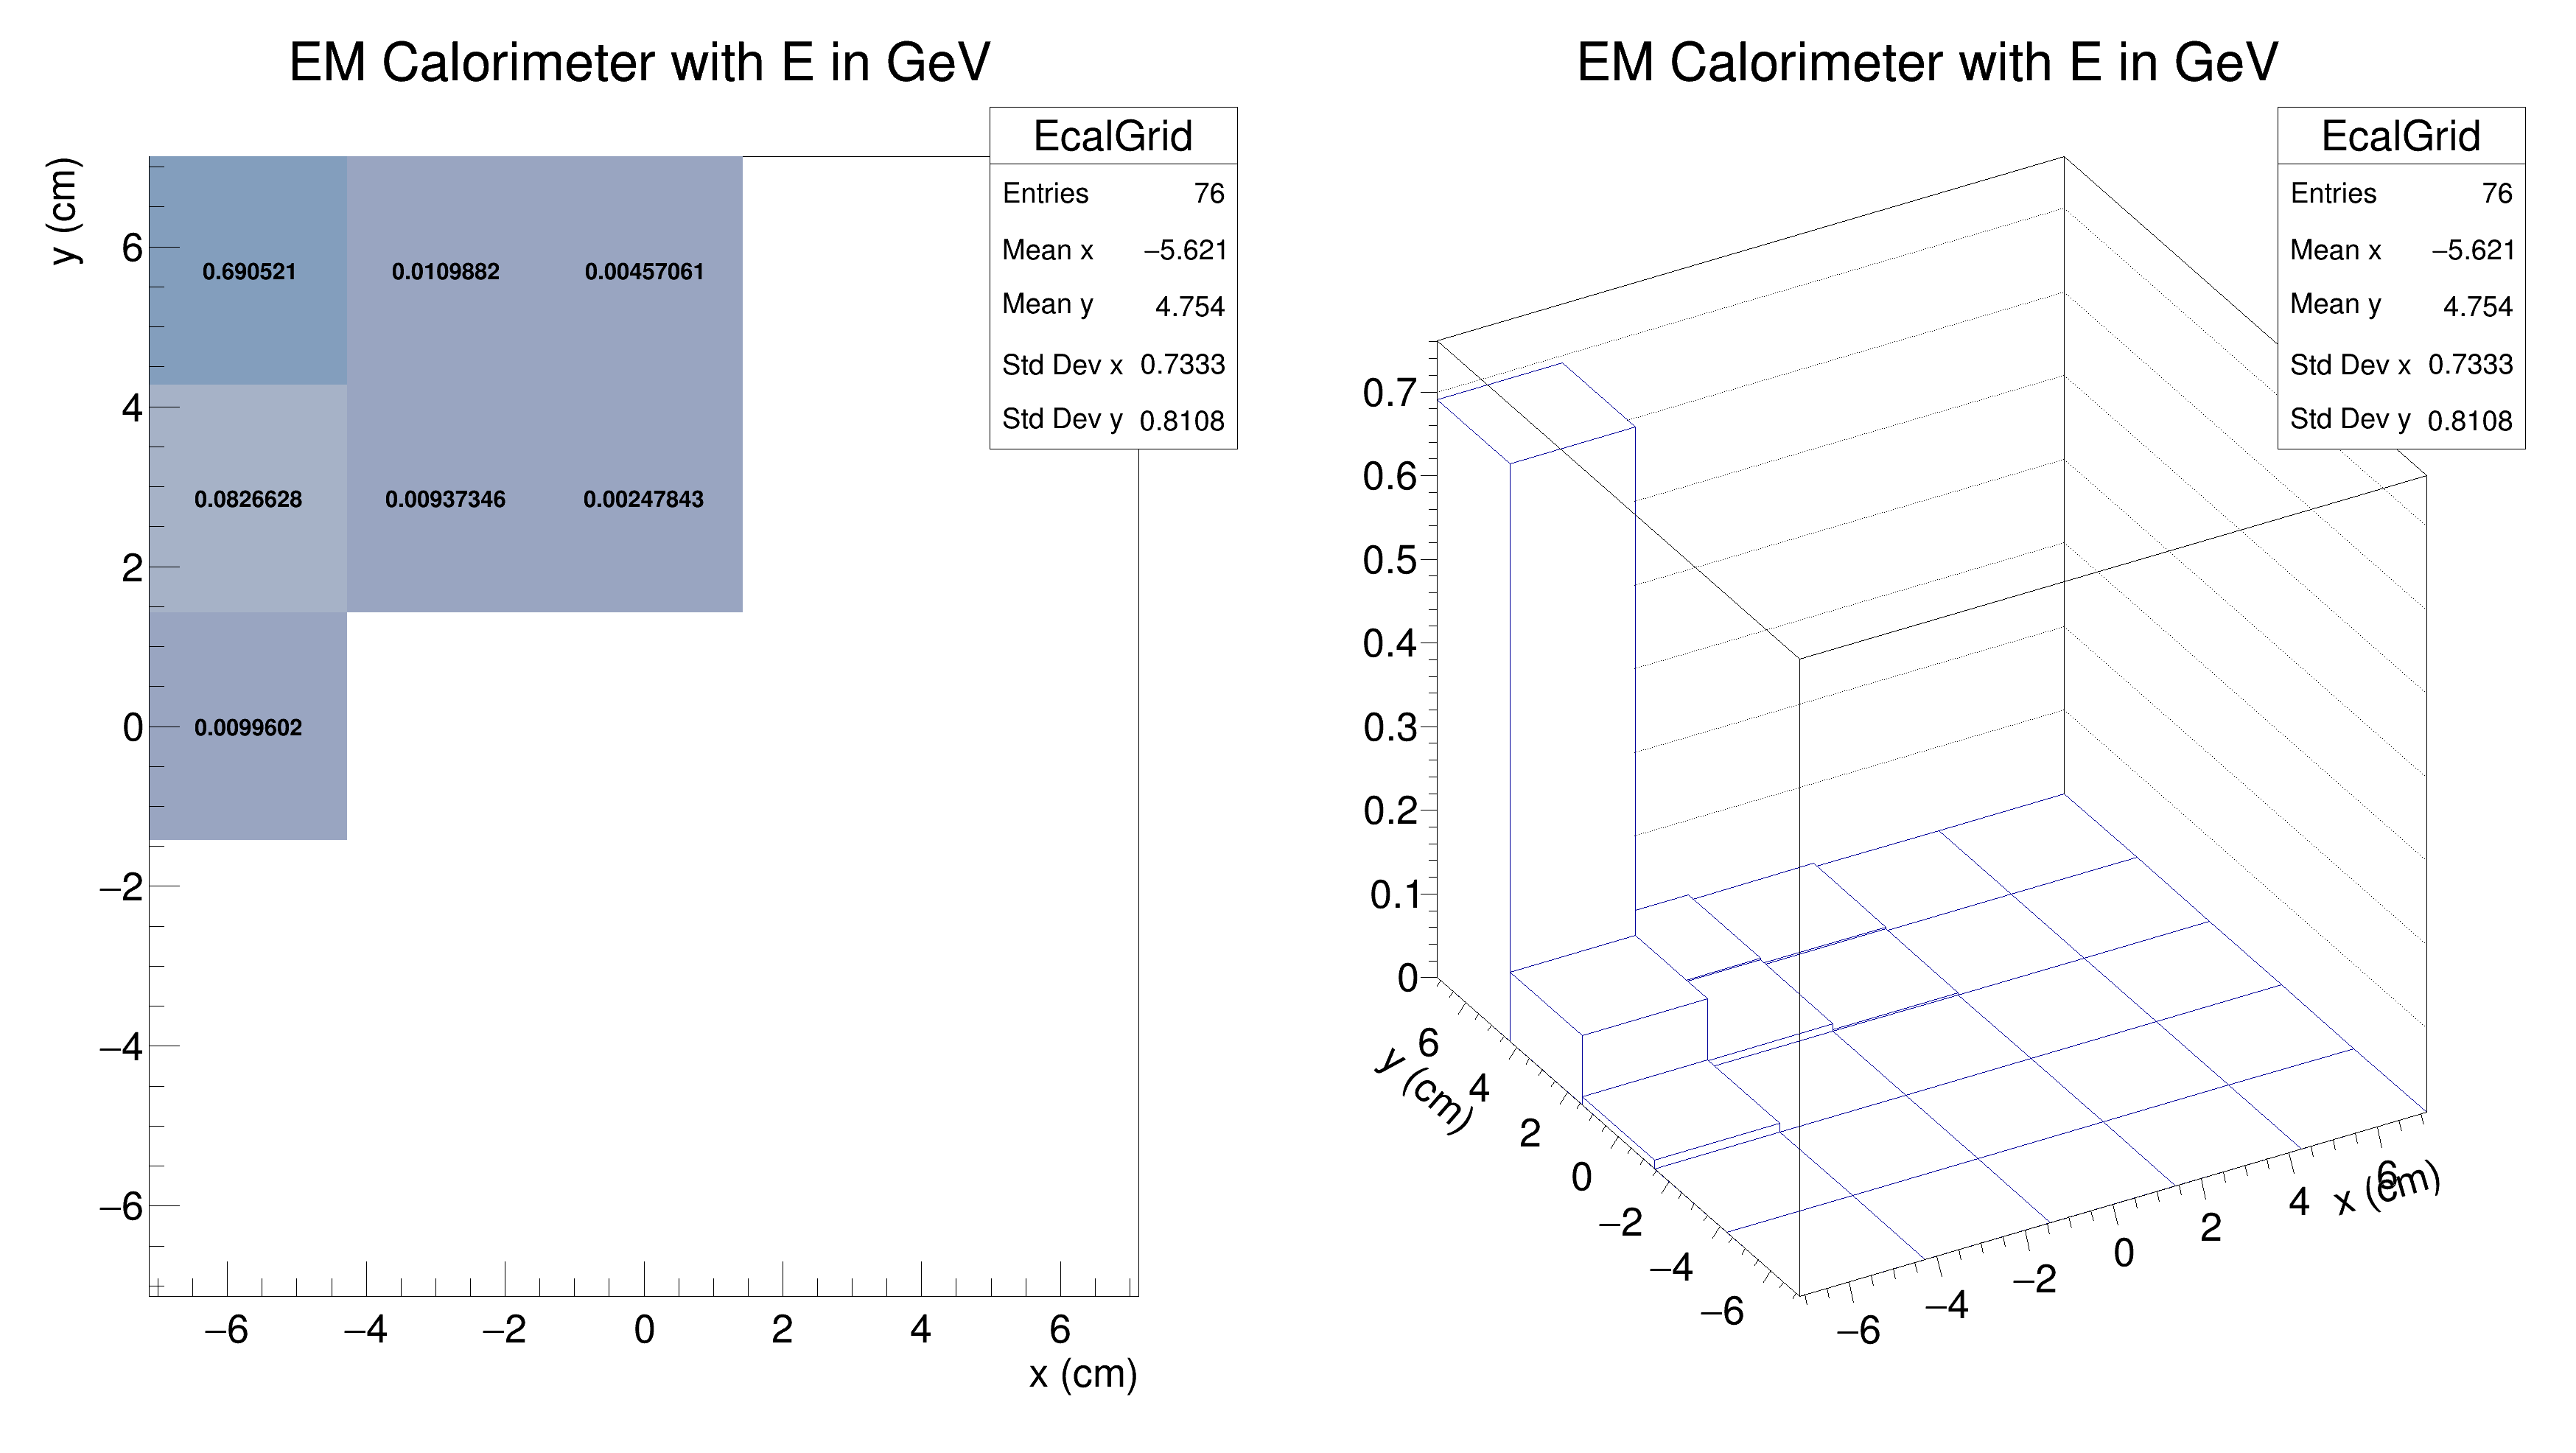 EM Calorimeter with E in GeV
EcalGrid
Entries 76
Mean x −5.621
Mean y 4.754
Std Dev x 0.7333
Std Dev y 0.8108
y (cm)
6
4
2
0
−2
−4
−6
0.690521 0.0109882 0.00457061
0.0826628 0.00937346 0.00247843
0.0099602
−6 −4 −2 0 2 4 6
x (cm)
EM Calorimeter with E in GeV
EcalGrid
Entries 76
Mean x −5.621
Mean y 4.754
Std Dev x 0.7333
Std Dev y 0.8108
0.7
0.6
0.5
0.4
0.3
0.2
0.1
0
y (cm)
6
4
2
0
−2
−4
−6
−6 −4 −2 0 2 4 6
x (cm)